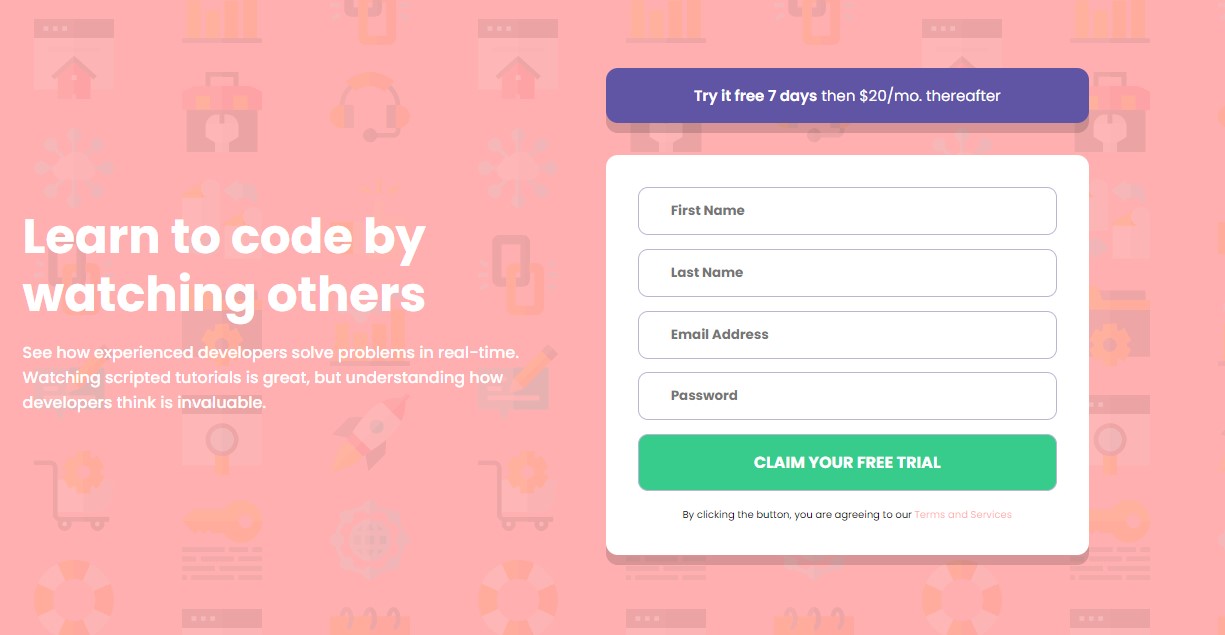 Learn to code by
watching others
See how experienced developers solve problems in real-time.
Watching scripted tutorials is great, but understanding how
developers think is invaluable.
Try it free 7 days then $20/mo. thereafter
First Name
Last Name
Email Address
Password
CLAIM YOUR FREE TRIAL
By clicking the button, you are agreeing to our Terms and Services